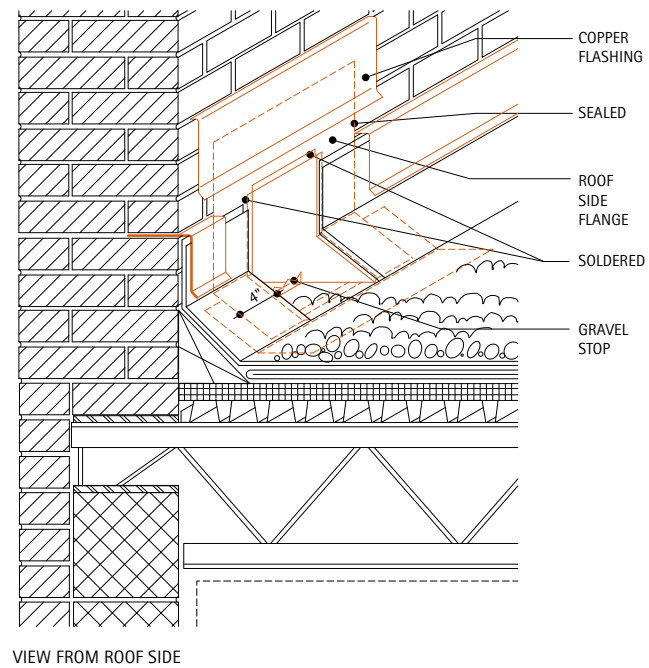 COPPER
FLASHING
SEALED
ROOF
SIDE
FLANGE
SOLDERED
4"
GRAVEL
STOP
VIEW FROM ROOF SIDE